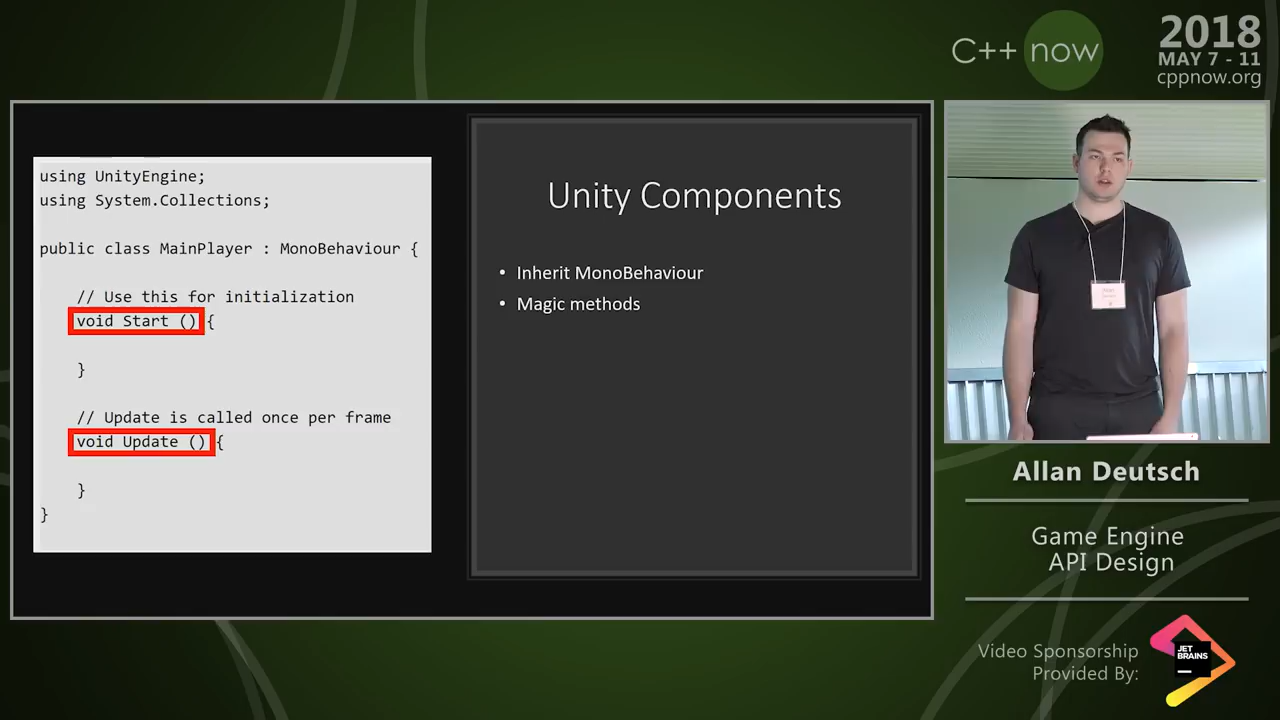 C++ now
2018
MAY 7 - 11
cppnow.org
using UnityEngine;
using System.Collections;
public class MainPlayer : MonoBehaviour {
// Use this for initialization
void Start () {
}
// Update is called once per frame
void Update () {
}
}
Unity Components
• Inherit MonoBehaviour
• Magic methods
Allan Deutsch
Game Engine
API Design
Video Sponsorship
Provided By:
JET
BRAINS